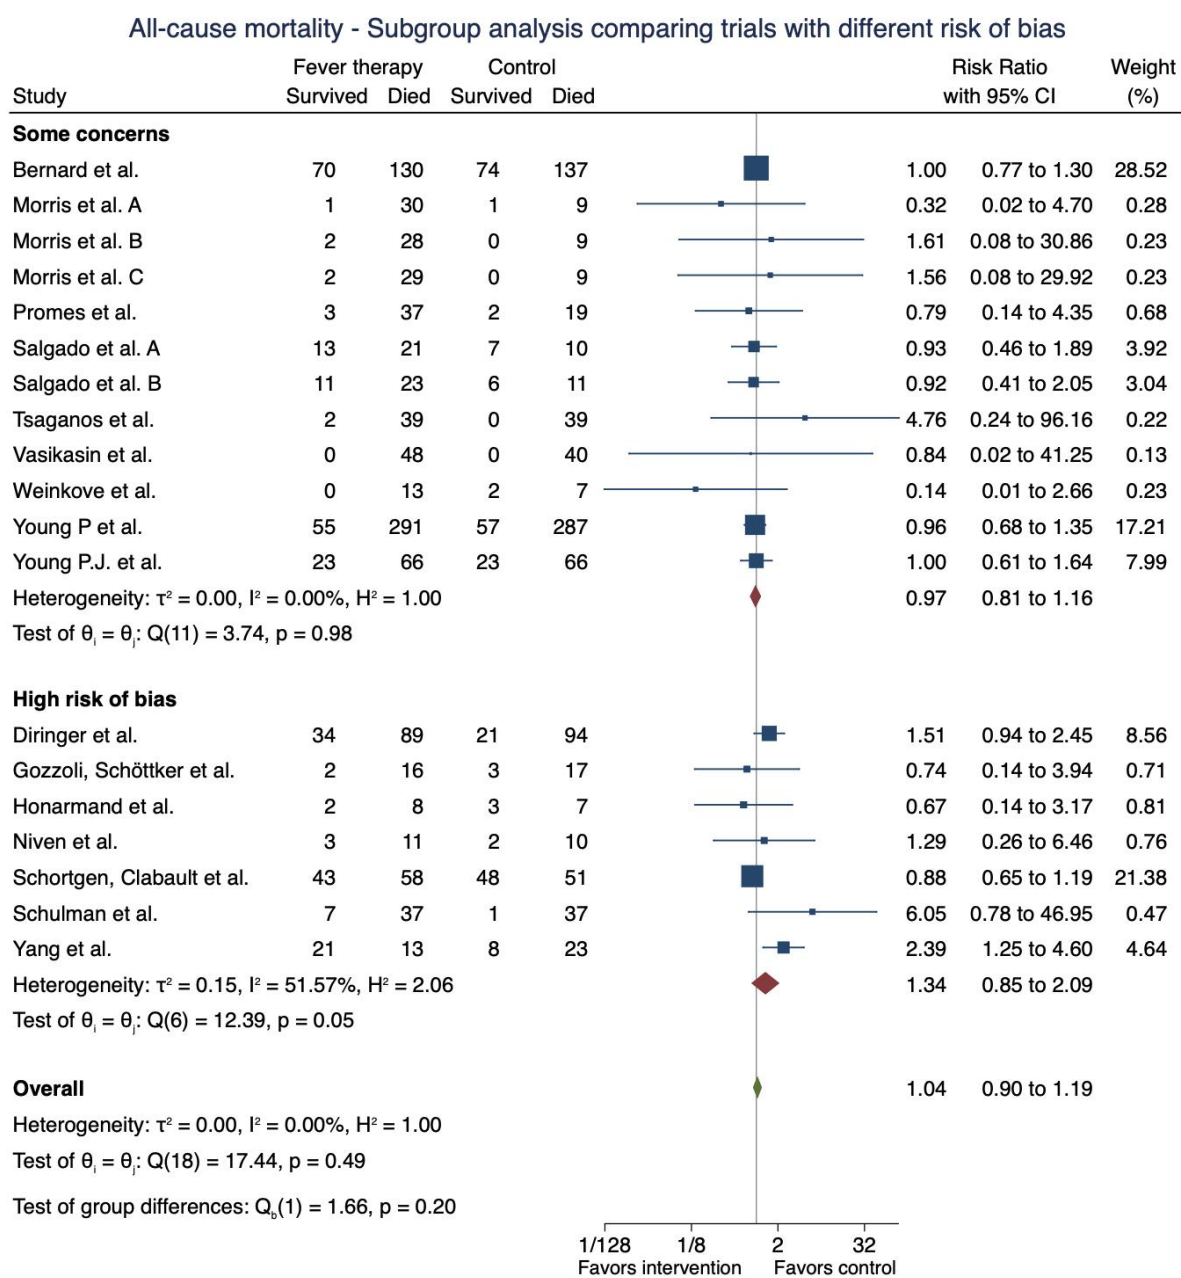 All-cause mortality - Subgroup analysis comparing trials with different risk of bias
Fever therapy Control Risk Ratio Weight
Study Survived Died Survived Died with 95% CI (%)
Some concerns
Bernard et al. 70 130 74 137 1.00 0.77 to 1.30 28.52
Morris et al. A 1 30 1 9 0.32 0.02 to 4.70 0.28
Morris et al. B 2 28 0 9 1.61 0.08 to 30.86 0.23
Morris et al. C 2 29 0 9 1.56 0.08 to 29.92 0.23
Promes et al. 3 37 2 19 0.79 0.14 to 4.35 0.68
Salgado et al. A 13 21 7 10 0.93 0.46 to 1.89 3.92
Salgado et al. B 11 23 6 11 0.92 0.41 to 2.05 3.04
Tsaganos et al. 2 39 0 39 4.76 0.24 to 96.16 0.22
Vasikasin et al. 0 48 0 40 0.84 0.02 to 41.25 0.13
Weinkove et al. 0 13 2 7 0.14 0.01 to 2.66 0.23
Young P et al. 55 291 57 287 0.96 0.68 to 1.35 17.21
Young P.J. et al. 23 66 23 66 1.00 0.61 to 1.64 7.99
Heterogeneity: τ² = 0.00, I² = 0.00%, H² = 1.00 0.97 0.81 to 1.16
Test of θᵢ = θⱼ: Q(11) = 3.74, p = 0.98
High risk of bias
Diringer et al. 34 89 21 94 1.51 0.94 to 2.45 8.56
Gozzoli, Schöttker et al. 2 16 3 17 0.74 0.14 to 3.94 0.71
Honarmand et al. 2 8 3 7 0.67 0.14 to 3.17 0.81
Niven et al. 3 11 2 10 1.29 0.26 to 6.46 0.76
Schortgen, Clabault et al. 43 58 48 51 0.88 0.65 to 1.19 21.38
Schulman et al. 7 37 1 37 6.05 0.78 to 46.95 0.47
Yang et al. 21 13 8 23 2.39 1.25 to 4.60 4.64
Heterogeneity: τ² = 0.15, I² = 51.57%, H² = 2.06 1.34 0.85 to 2.09
Test of θᵢ = θⱼ: Q(6) = 12.39, p = 0.05
Overall 1.04 0.90 to 1.19
Heterogeneity: τ² = 0.00, I² = 0.00%, H² = 1.00
Test of θᵢ = θⱼ: Q(18) = 17.44, p = 0.49
Test of group differences: Q_b(1) = 1.66, p = 0.20
1/128 1/8 2 32
Favors intervention Favors control